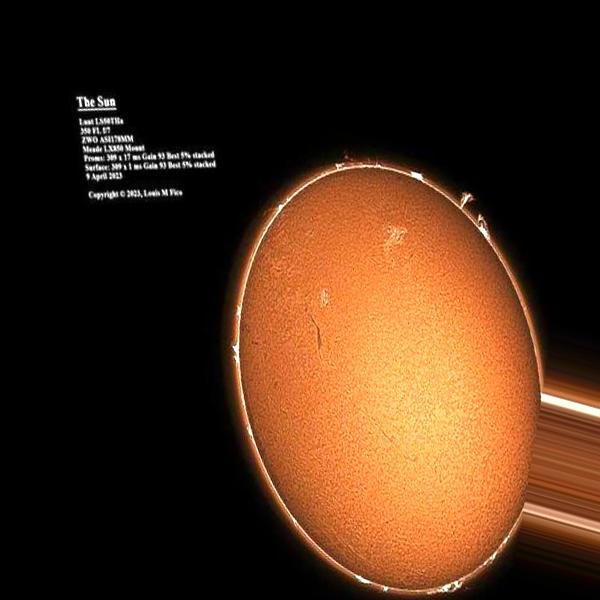 The Sun
Lunt LS50THa
350 FL f/7
ZWO ASI178MM
Meade LX850 Mount
Proms: 309 x 17 ms Gain 93 Best 5% stacked
Surface: 309 x 1 ms Gain 93 Best 5% stacked
9 April 2023
Copyright © 2023, Louis M Fico